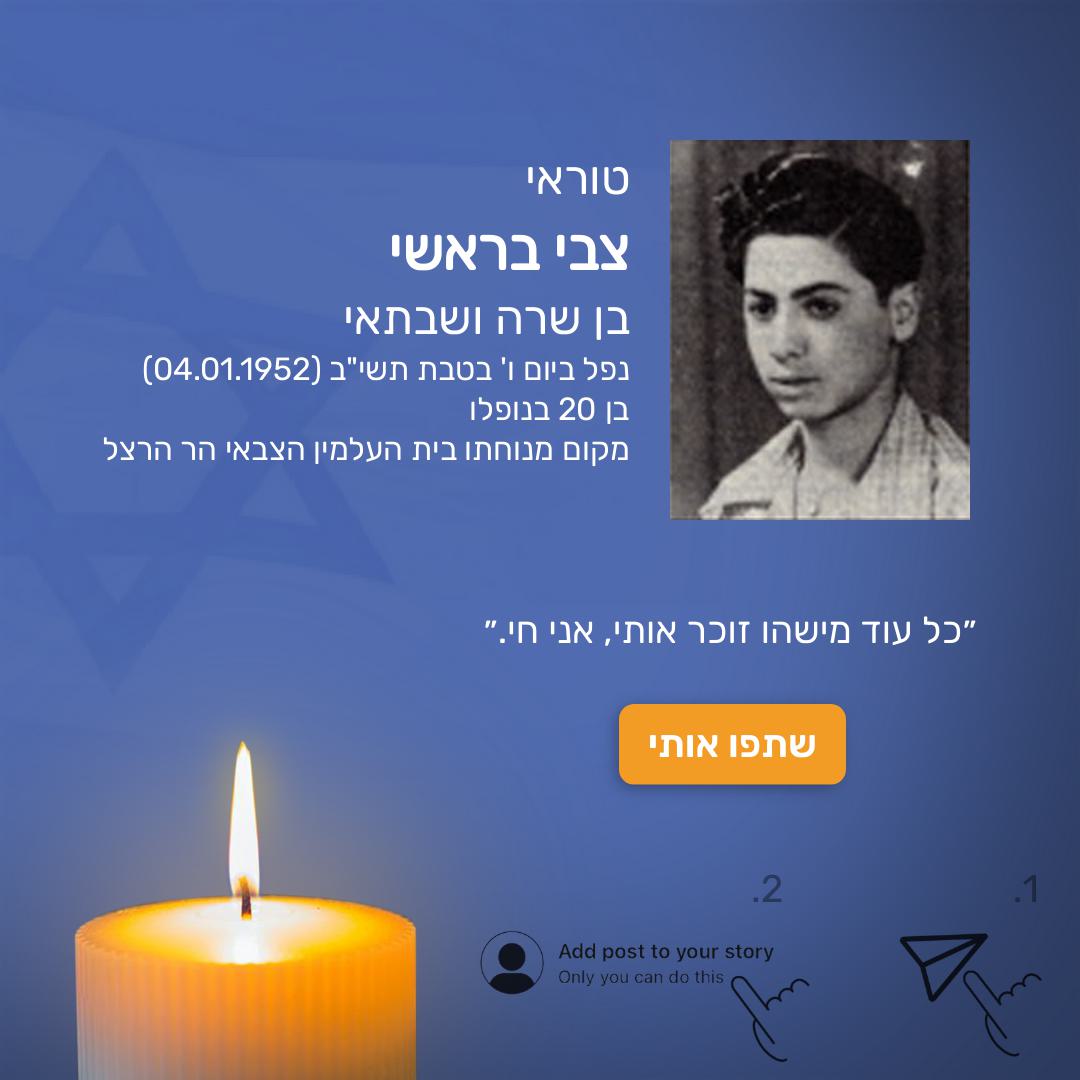 טוראי
צבי בראשי
בן שרה ושבתאי
נפל ביום ו' בטבת תשי"ב (04.01.1952)
בן 20 בנופלו
מקום מנוחתו בית העלמין הצבאי הר הרצל
״כל עוד מישהו זוכר אותי, אני חי.״
שתפו אותי
1.
2.
Add post to your story
Only you can do this